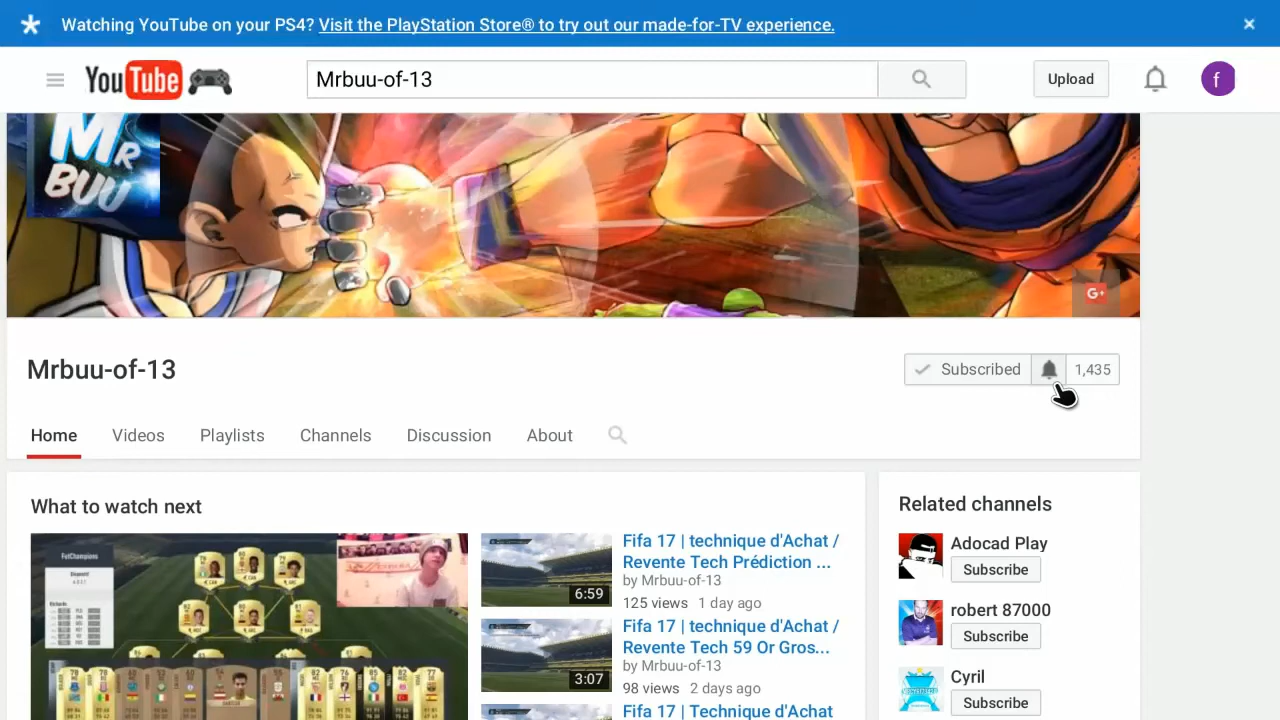 Watching YouTube on your PS4? Visit the PlayStation Store® to try out our made-for-TV experience.
YouTube
Mrbuu-of-13
Upload
f
MR
BUU
G+
Mrbuu-of-13
Subscribed
1,435
Home
Videos
Playlists
Channels
Discussion
About
What to watch next
FutChampions
6:59
Fifa 17 | technique d'Achat /
Revente Tech Prédiction ...
by Mrbuu-of-13
125 views 1 day ago
3:07
Fifa 17 | technique d'Achat /
Revente Tech 59 Or Gros...
by Mrbuu-of-13
98 views 2 days ago
Fifa 17 | Technique d'Achat
Related channels
Adocad Play
Subscribe
robert 87000
Subscribe
Cyril
Subscribe